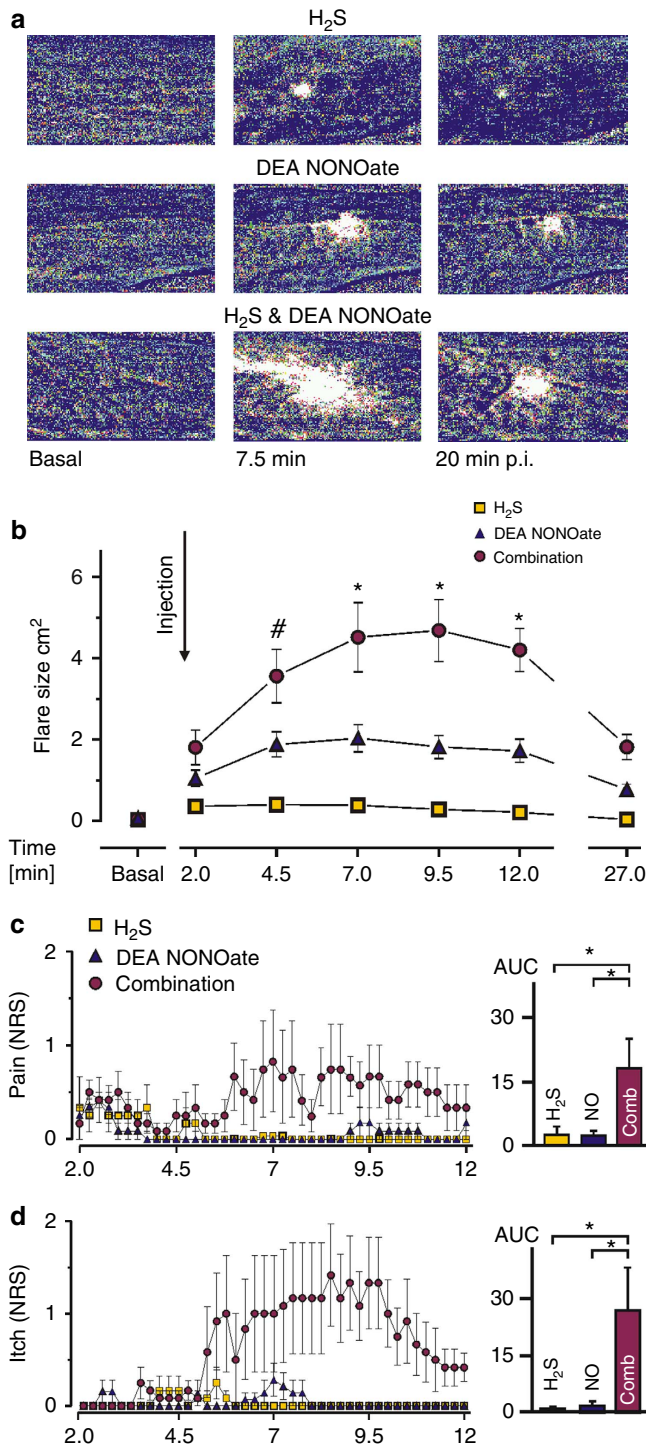 a
H₂S
DEA NONOate
H₂S & DEA NONOate
Basal 7.5 min 20 min p.i.
b
H₂S
DEA NONOate
Combination
Injection
Flare size cm²
6
4
2
0
#
* * *
Time [min]
Basal 2.0 4.5 7.0 9.5 12.0 27.0
c
H₂S
DEA NONOate
Combination
Pain (NRS)
2
1
0
2.0 4.5 7 9.5 12
AUC
30
15
0
*
*
H₂S NO Comb
d
Itch (NRS)
2
1
0
2.0 4.5 7 9.5 12.0
AUC
30
15
0
*
*
H₂S NO Comb